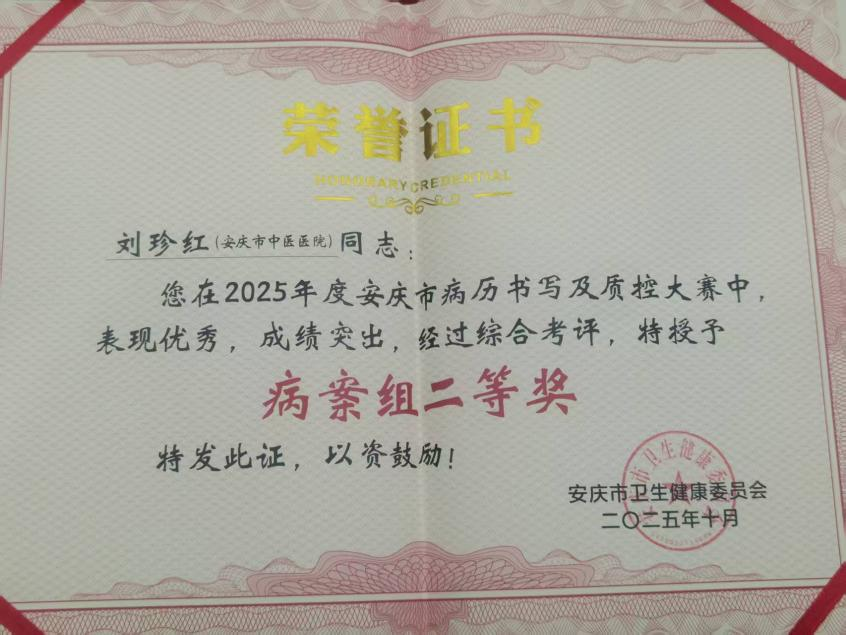 荣誉证书
HONORARY CREDENTIAL
刘珍红(安庆市中医医院)同志:
您在2025年度安庆市病历书写及质控大赛中,
表现优秀,成绩突出,经过综合考评,特授予
病案组二等奖
特发此证,以资鼓励!
安庆市卫生健康委员会
二〇二五年十月